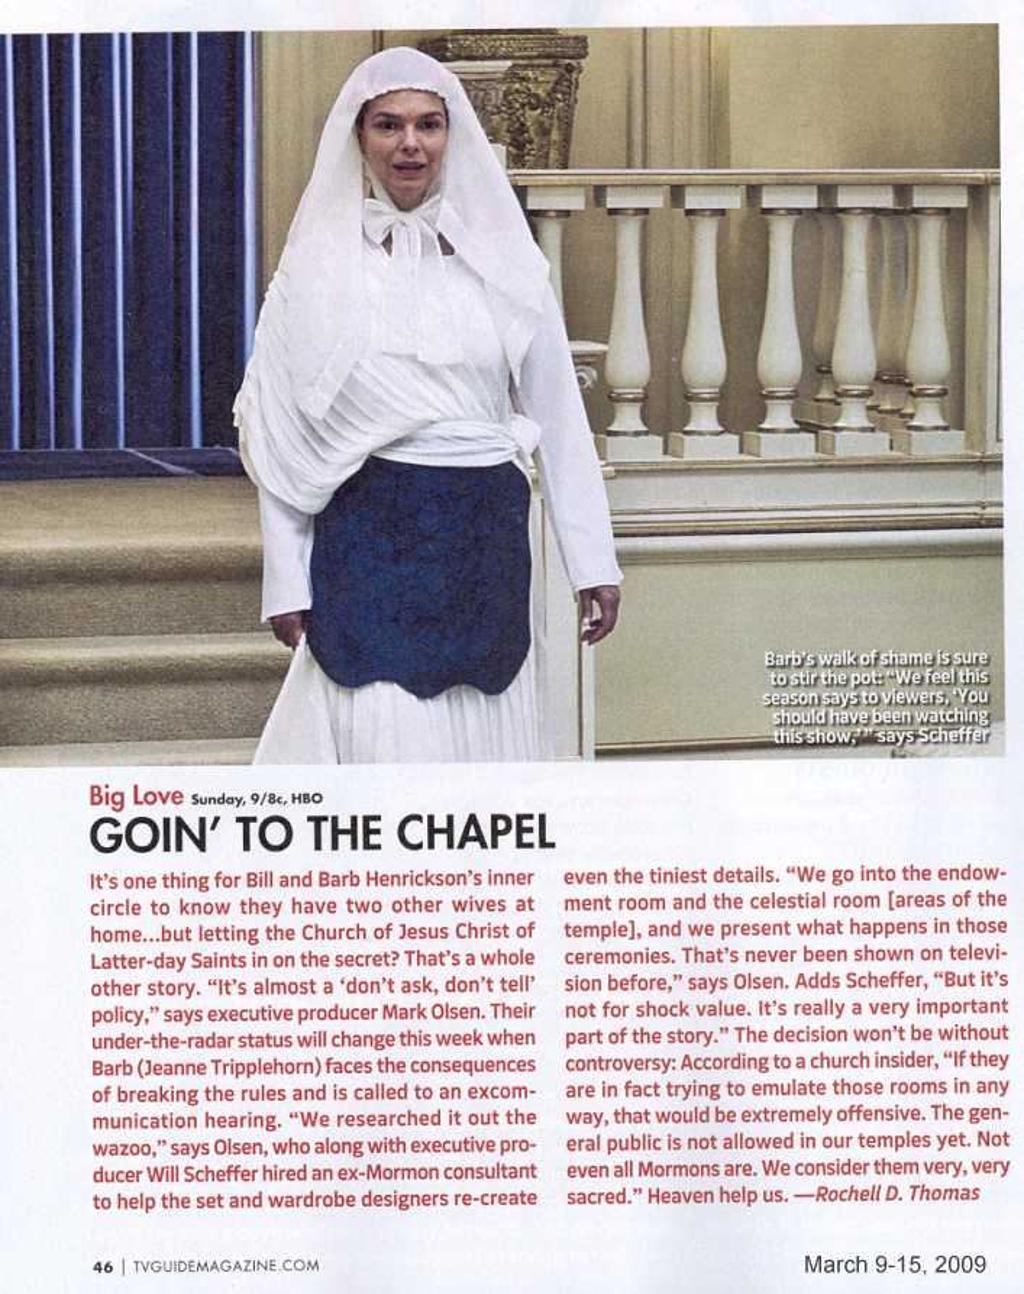 Barb's walk of shame is sure
to stir the pot: "We feel this
season says to viewers, 'You
should have been watching
this show,'" says Scheffer
Big Love Sunday, 9/8c, HBO
GOIN' TO THE CHAPEL
It's one thing for Bill and Barb Henrickson's inner
circle to know they have two other wives at
home...but letting the Church of Jesus Christ of
Latter-day Saints in on the secret? That's a whole
other story. "It's almost a 'don't ask, don't tell'
policy," says executive producer Mark Olsen. Their
under-the-radar status will change this week when
Barb (Jeanne Tripplehorn) faces the consequences
of breaking the rules and is called to an excom-
munication hearing. "We researched it out the
wazoo," says Olsen, who along with executive pro-
ducer Will Scheffer hired an ex-Mormon consultant
to help the set and wardrobe designers re-create
even the tiniest details. "We go into the endow-
ment room and the celestial room [areas of the
temple], and we present what happens in those
ceremonies. That's never been shown on televi-
sion before," says Olsen. Adds Scheffer, "But it's
not for shock value. It's really a very important
part of the story." The decision won't be without
controversy: According to a church insider, "If they
are in fact trying to emulate those rooms in any
way, that would be extremely offensive. The gen-
eral public is not allowed in our temples yet. Not
even all Mormons are. We consider them very, very
sacred." Heaven help us. —Rochell D. Thomas
46 | TVGUIDEMAGAZINE.COM
March 9-15, 2009